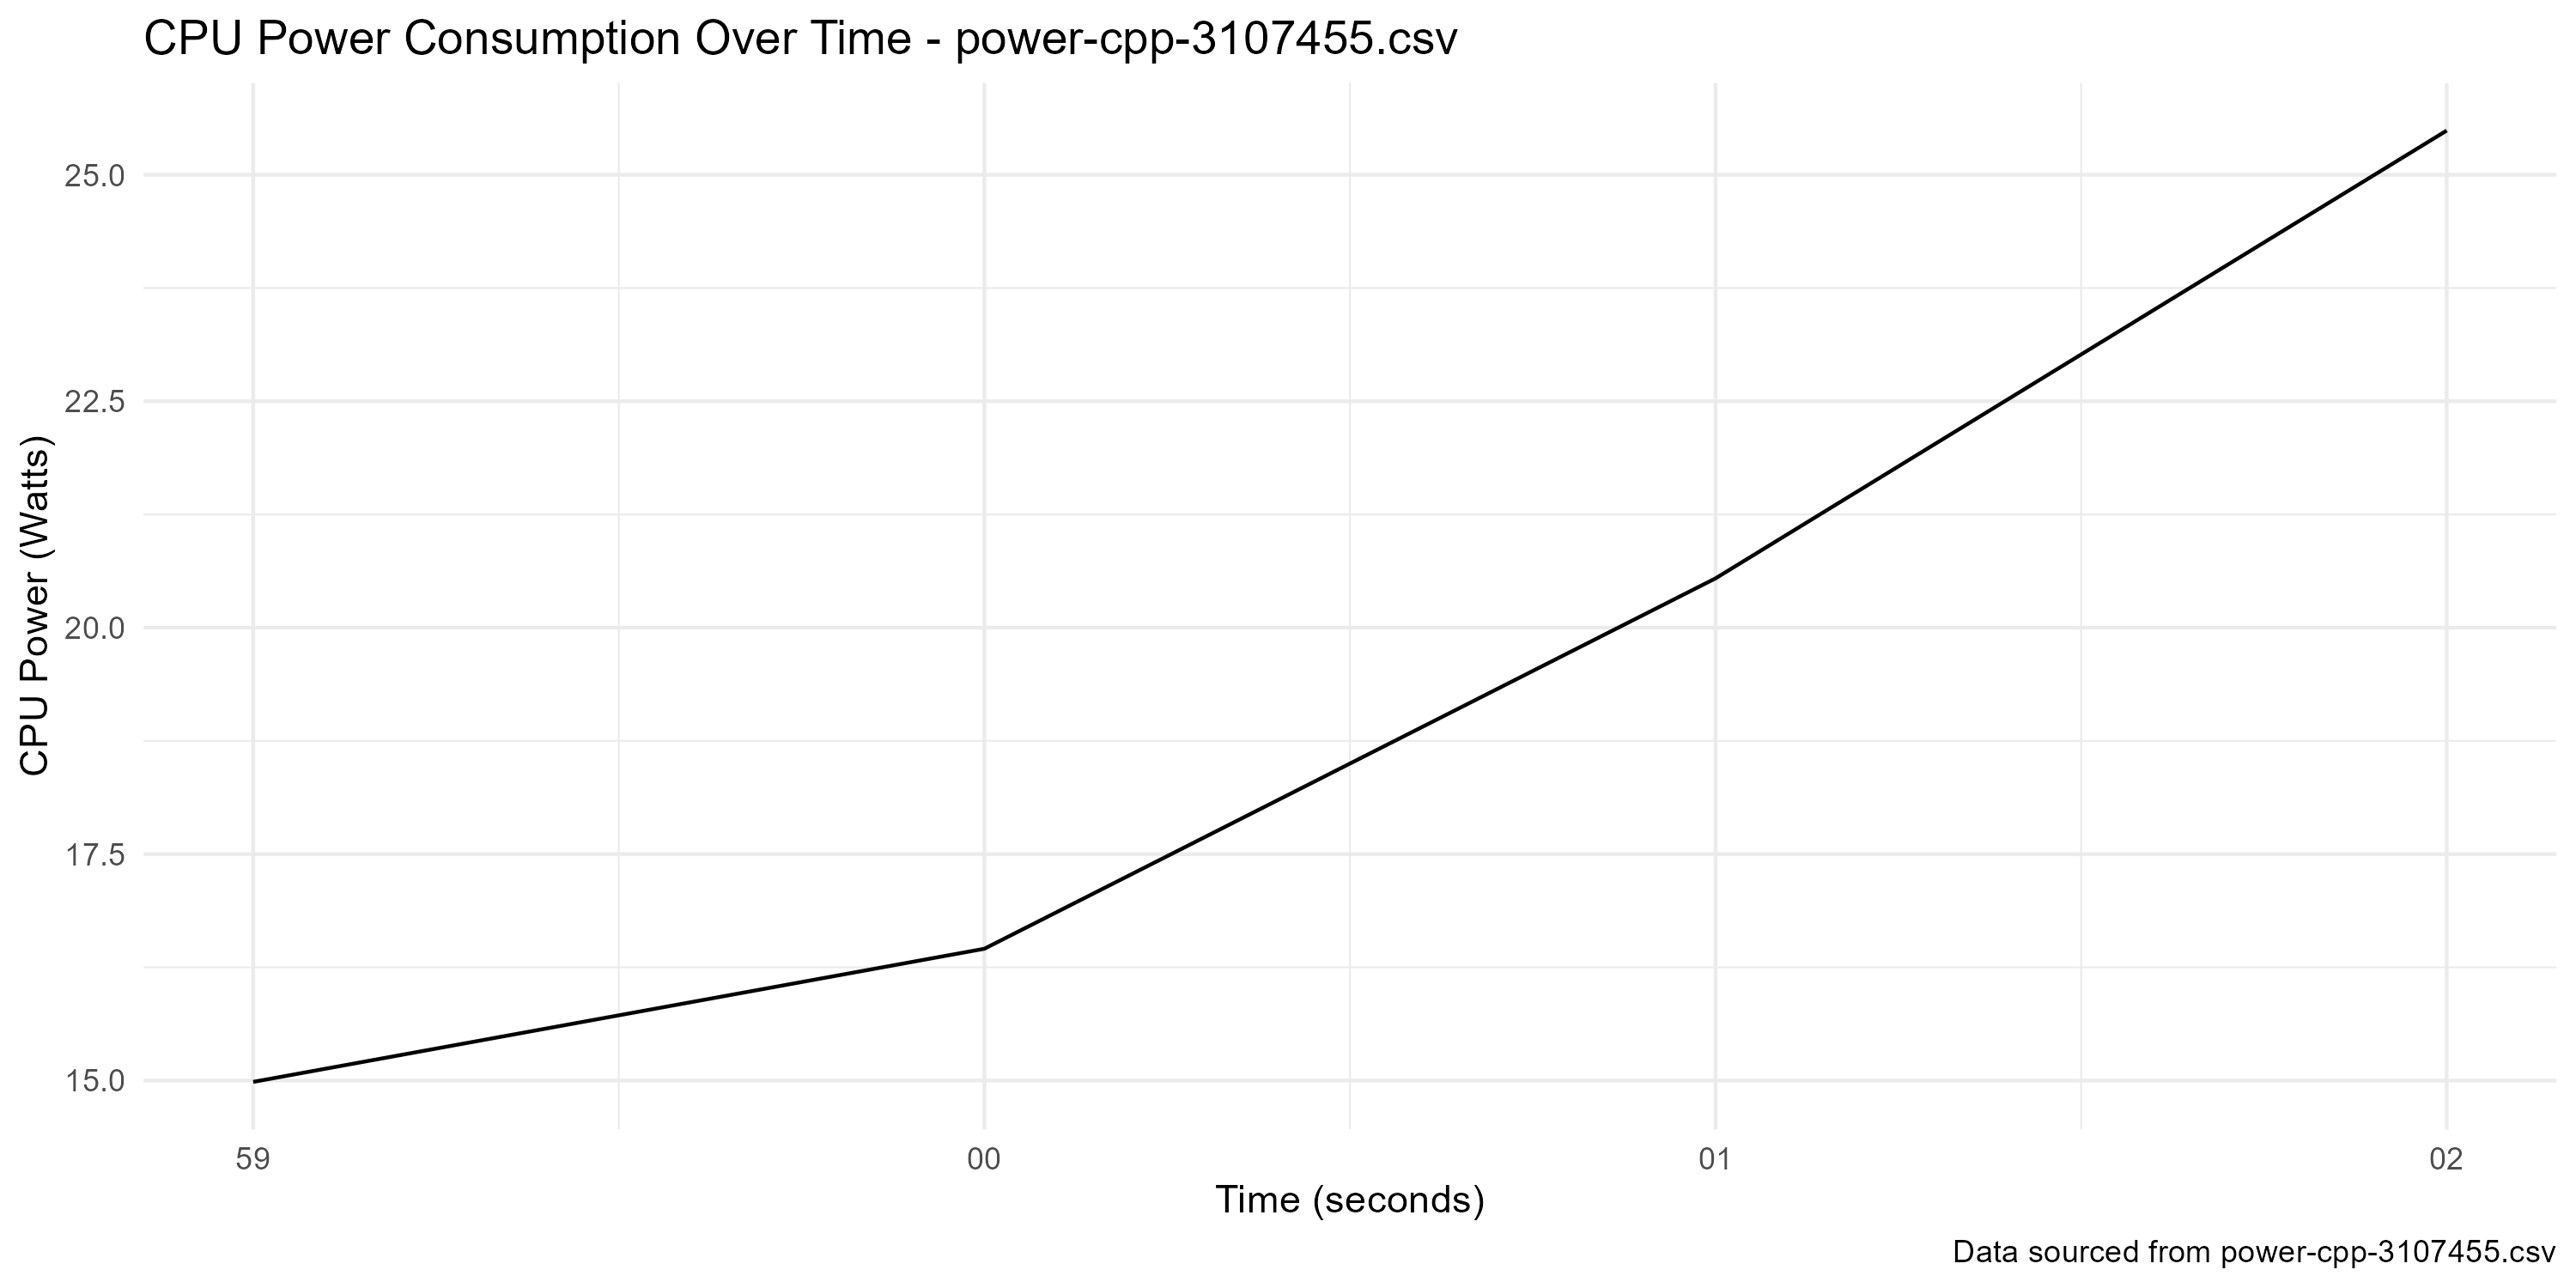 CPU Power Consumption Over Time - power-cpp-3107455.csv
CPU Power (Watts)
25.0
22.5
20.0
17.5
15.0
59 00 01 02
Time (seconds)
Data sourced from power-cpp-3107455.csv